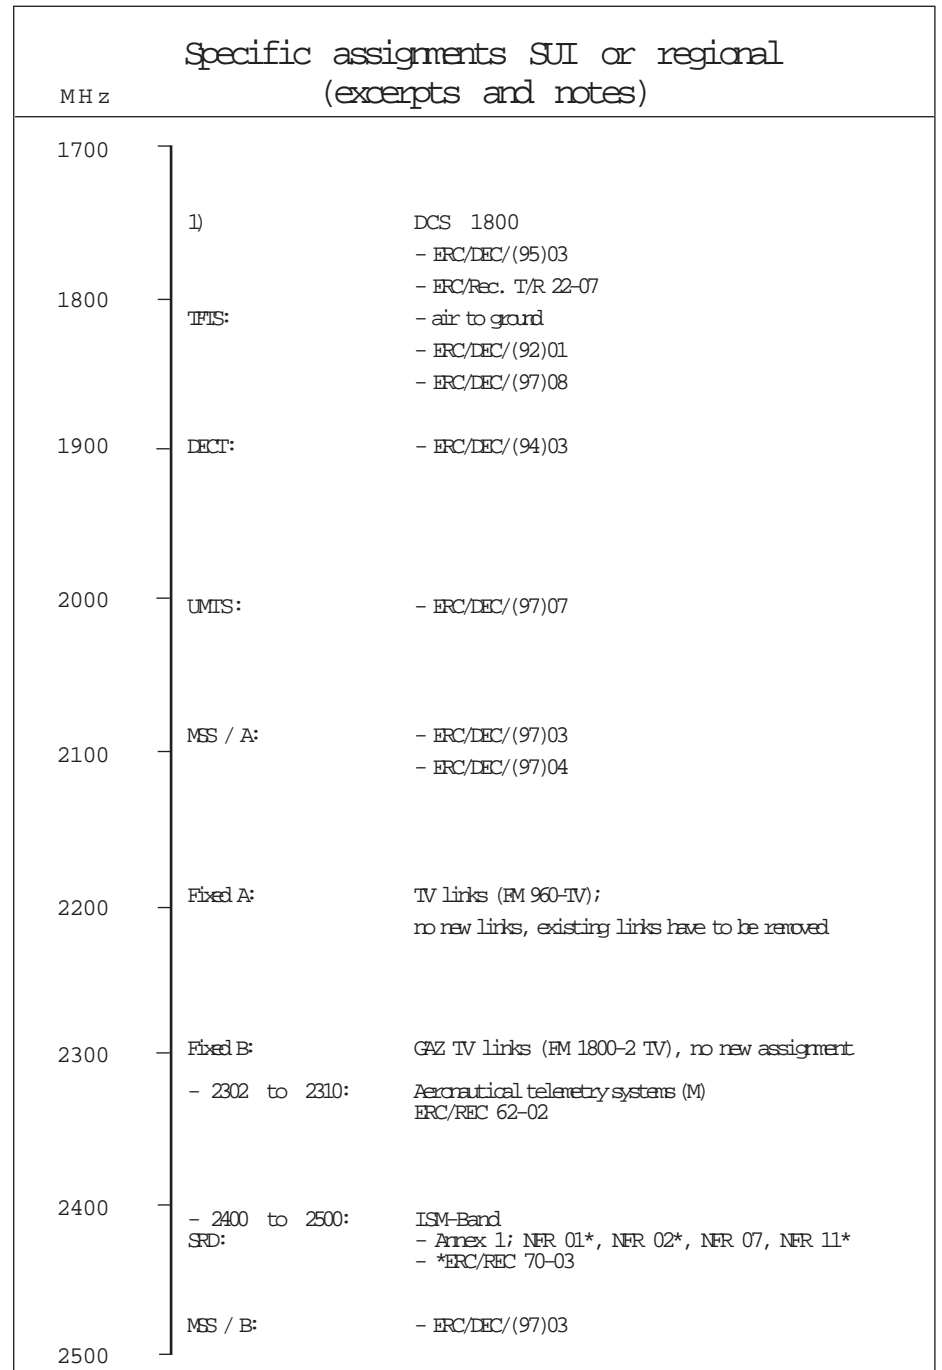 Specific assignments SUI or regional
MHz (excerpts and notes)
1700
1) DCS 1800
- ERC/DEC/(95)03
- ERC/Rec. T/R 22-07
1800
TFTS: - air to ground
- ERC/DEC/(92)01
- ERC/DEC/(97)08
1900 DECT: - ERC/DEC/(94)03
2000 UMTS: - ERC/DEC/(97)07
MSS / A: - ERC/DEC/(97)03
2100
- ERC/DEC/(97)04
Fixed A: TV links (FM 960-TV);
2200
no new links, existing links have to be removed
2300 Fixed B: GAZ TV links (FM 1800-2 TV), no new assignment
- 2302 to 2310: Aeronautical telemetry systems (M)
ERC/REC 62-02
2400
- 2400 to 2500: ISM-Band
SRD: - Annex 1; NFR 01*, NFR 02*, NFR 07, NFR 11*
- *ERC/REC 70-03
MSS / B: - ERC/DEC/(97)03
2500